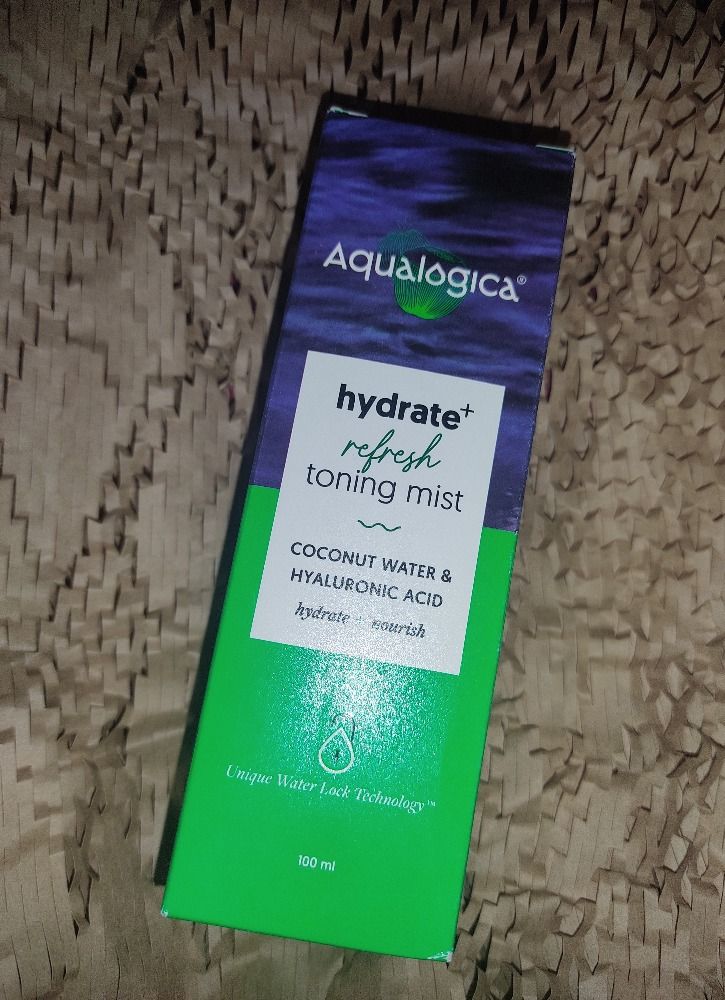 Aqualogica®
hydrate+
refresh
toning mist
COCONUT WATER &
HYALURONIC ACID
hydrate + nourish
Unique Water Lock Technology™
100 ml